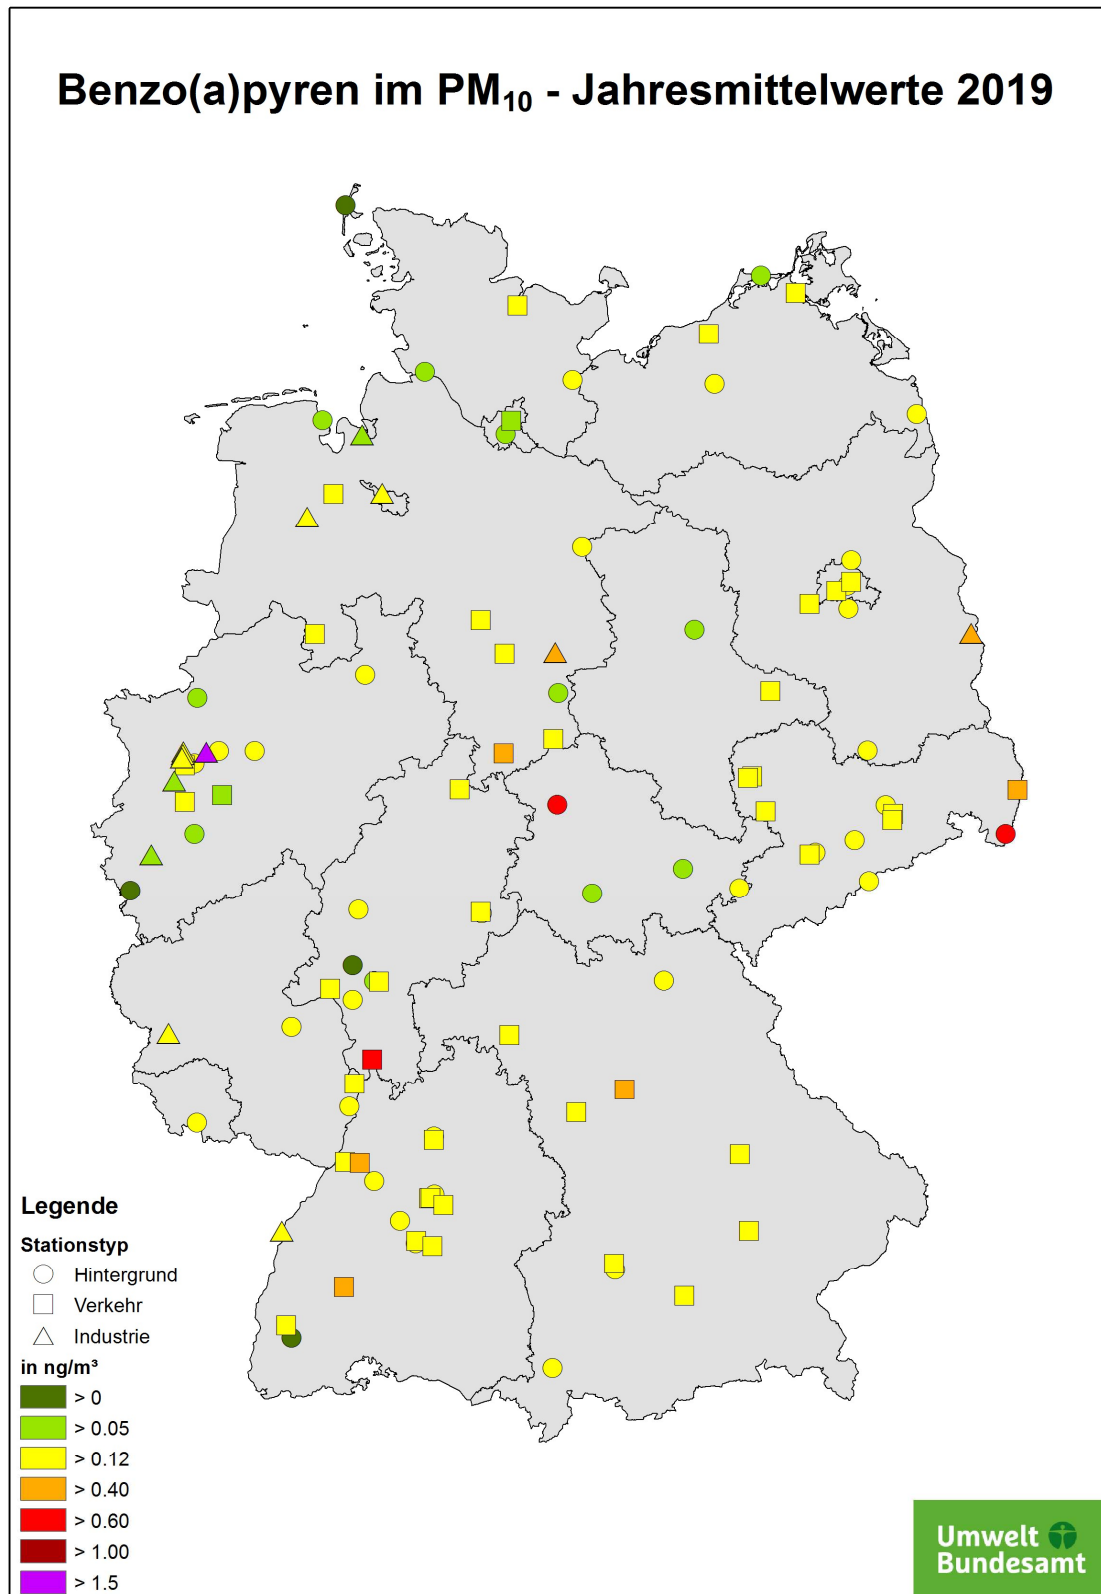 Benzo(a)pyren im PM₁₀ - Jahresmittelwerte 2019
Legende
Stationstyp
Hintergrund
Verkehr
Industrie
in ng/m³
> 0
> 0.05
> 0.12
> 0.40
> 0.60
> 1.00
> 1.5
Umwelt
Bundesamt